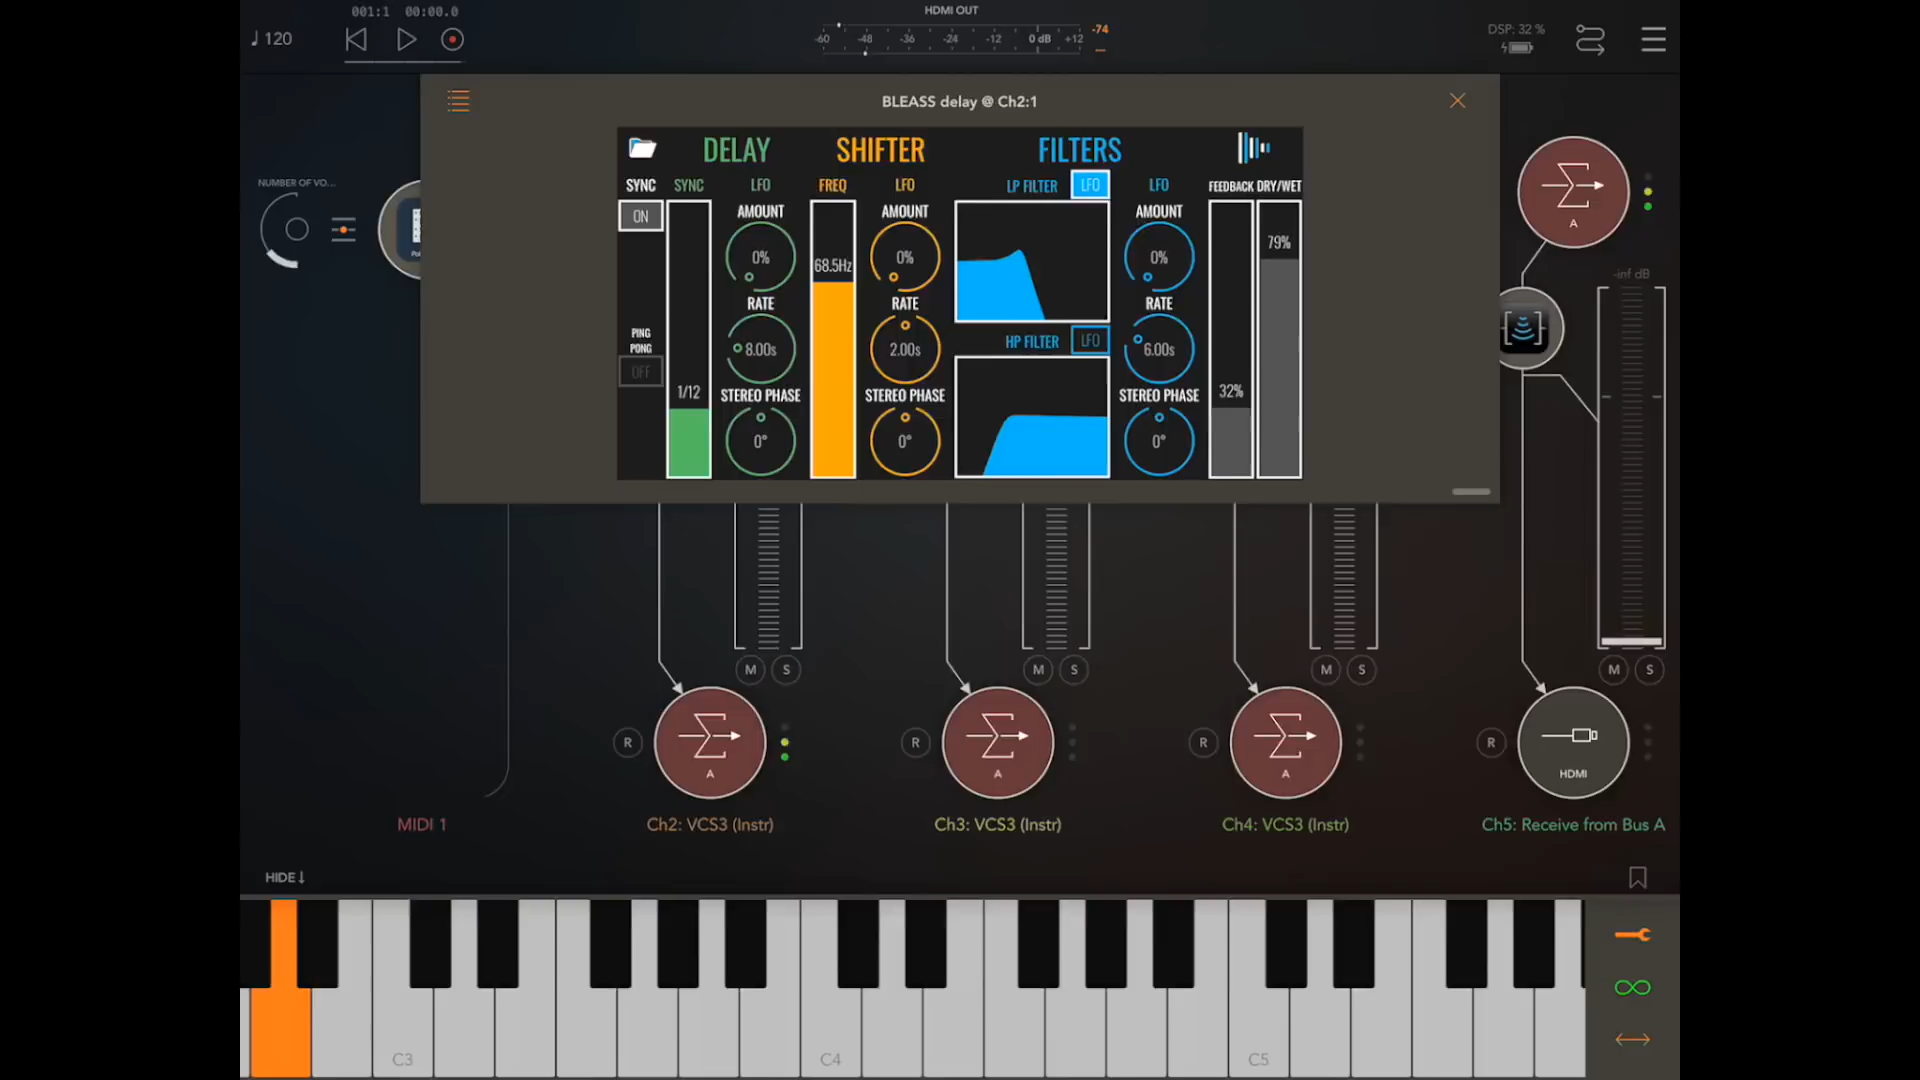 001:1 00:00.0
120
HDMI OUT
-60 -48 -36 -24 -12 0 dB +12
-74
DSP: 32 %
BLEASS delay @ Ch2:1
DELAY SHIFTER FILTERS
SYNC SYNC LFO FREQ LFO LP FILTER LFO LFO FEEDBACK DRY/WET
ON AMOUNT AMOUNT AMOUNT
0% 68.5Hz 0% 0% 79%
RATE RATE RATE
PING
PONG
OFF
8.00s 2.00s HP FILTER LFO 6.00s
1/12 STEREO PHASE STEREO PHASE STEREO PHASE 32%
0° 0° 0°
NUMBER OF VO...
A
-inf dB
M S M S M S M S
R A R A R A R HDMI
MIDI 1 Ch2: VCS3 (Instr) Ch3: VCS3 (Instr) Ch4: VCS3 (Instr) Ch5: Receive from Bus A
HIDE
C3 C4 C5